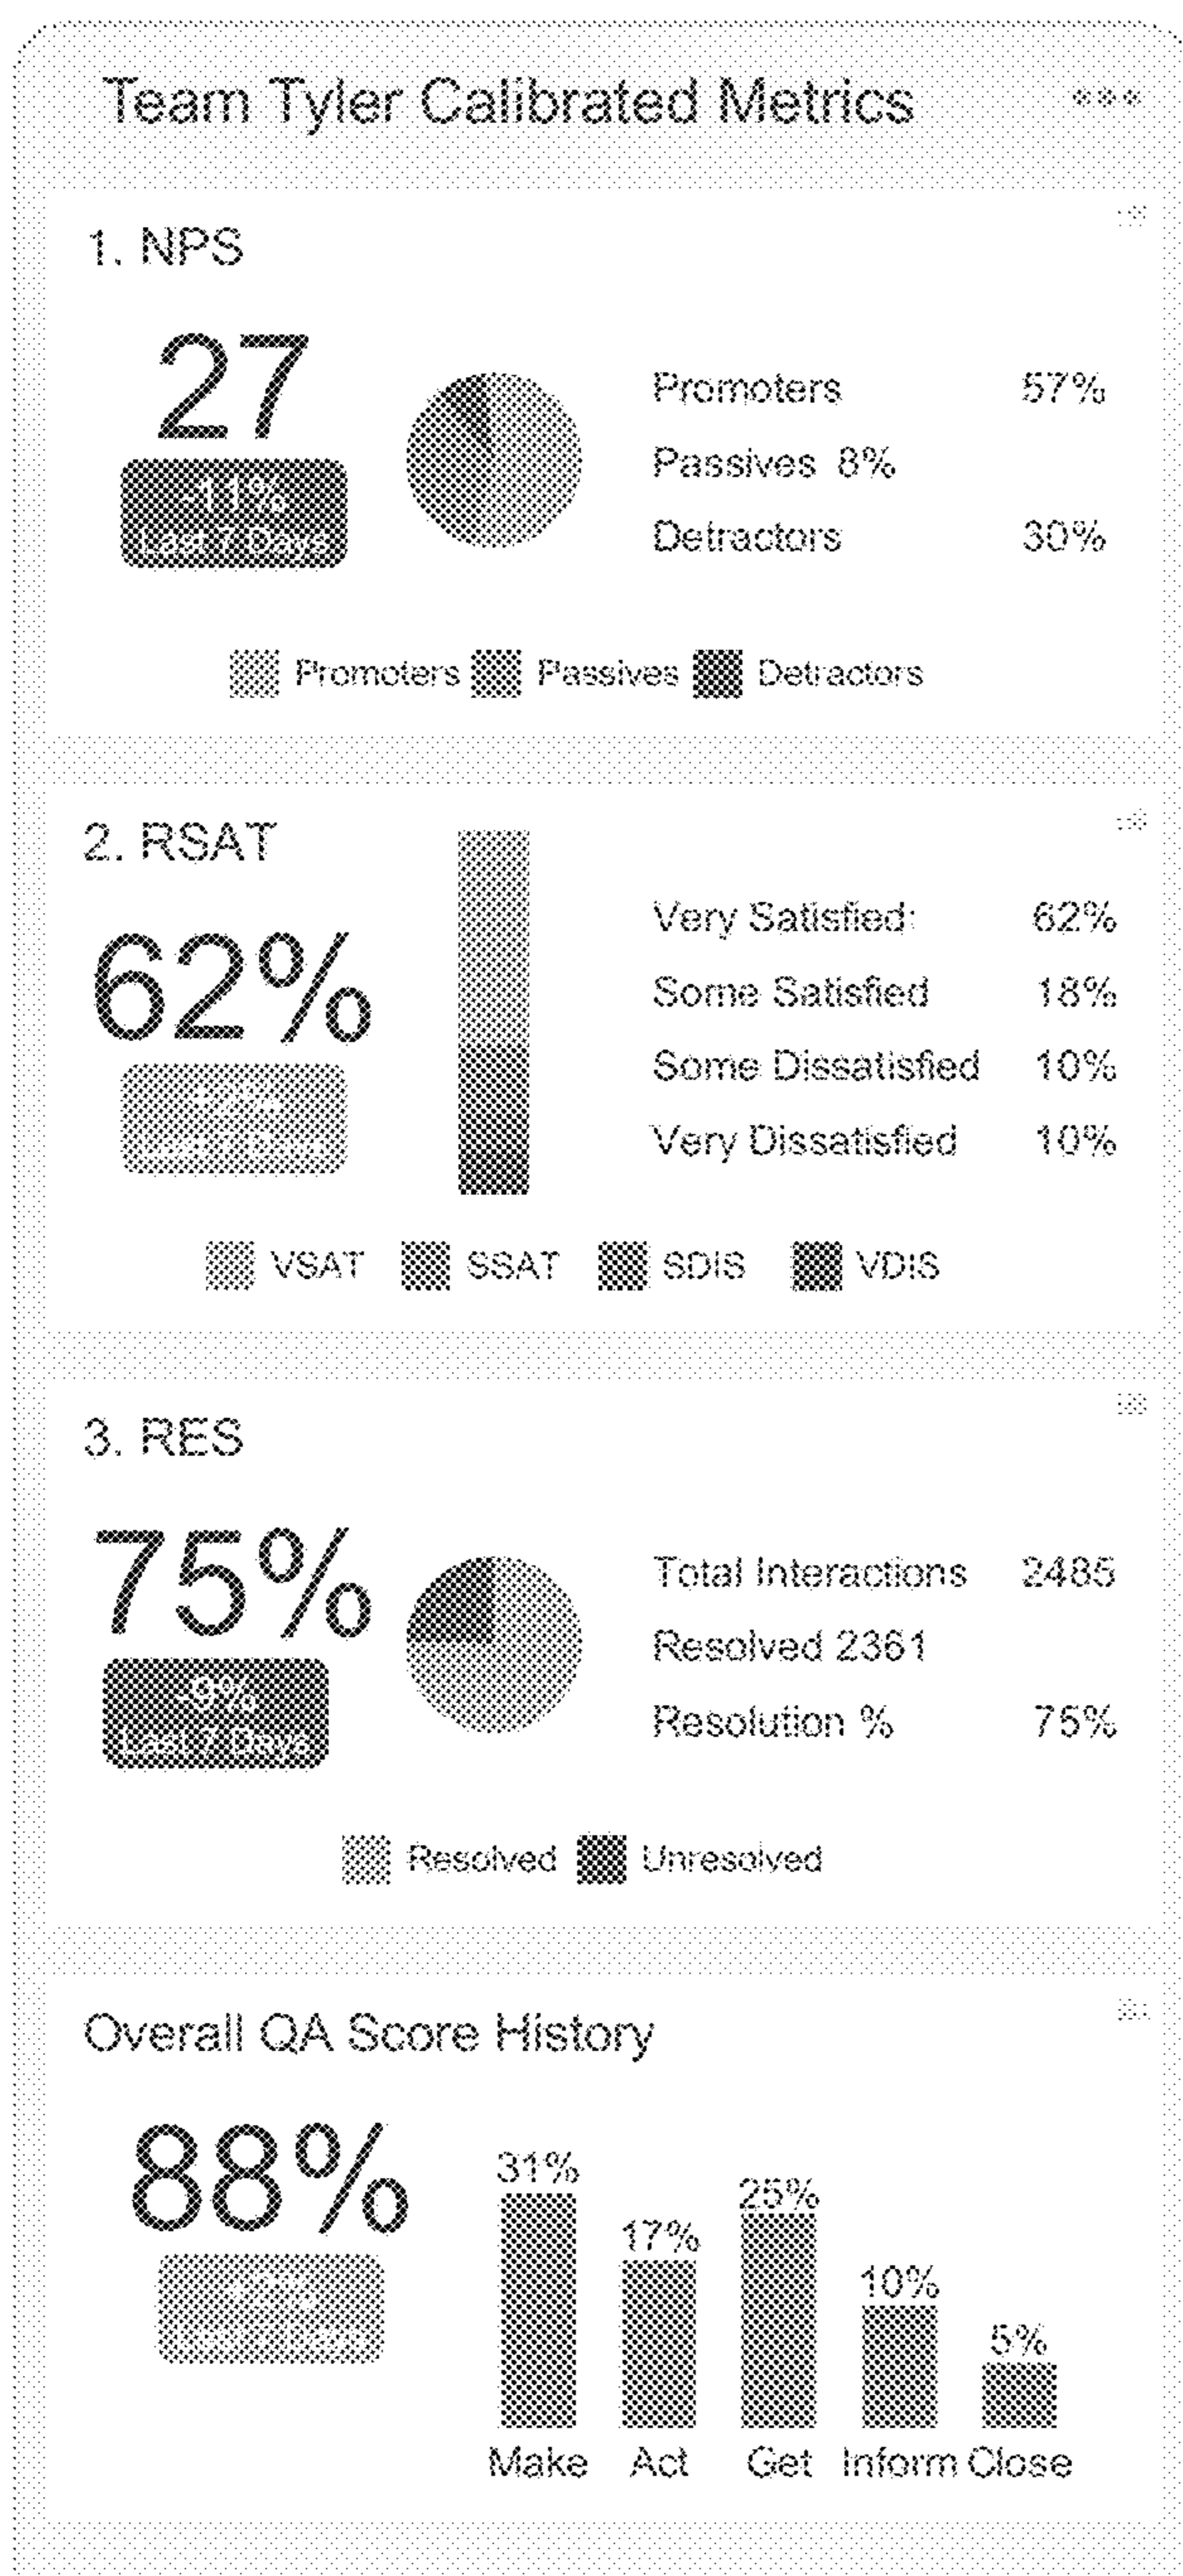 Team Tyler Calibrated Metrics
1. NPS
27
-11%
Last 7 Days
Promoters 57%
Passives 8%
Detractors 30%
Promoters Passives Detractors
2. RSAT
62%
Very Satisfied: 62%
Some Satisfied 18%
Some Dissatisfied 10%
Very Dissatisfied 10%
VSAT SSAT SDIS VDIS
3. RES
75%
-9%
Last 7 Days
Total Interactions 2485
Resolved 2361
Resolution % 75%
Resolved Unresolved
Overall QA Score History
88%
31%
17%
25%
10%
5%
Make Act Get Inform Close